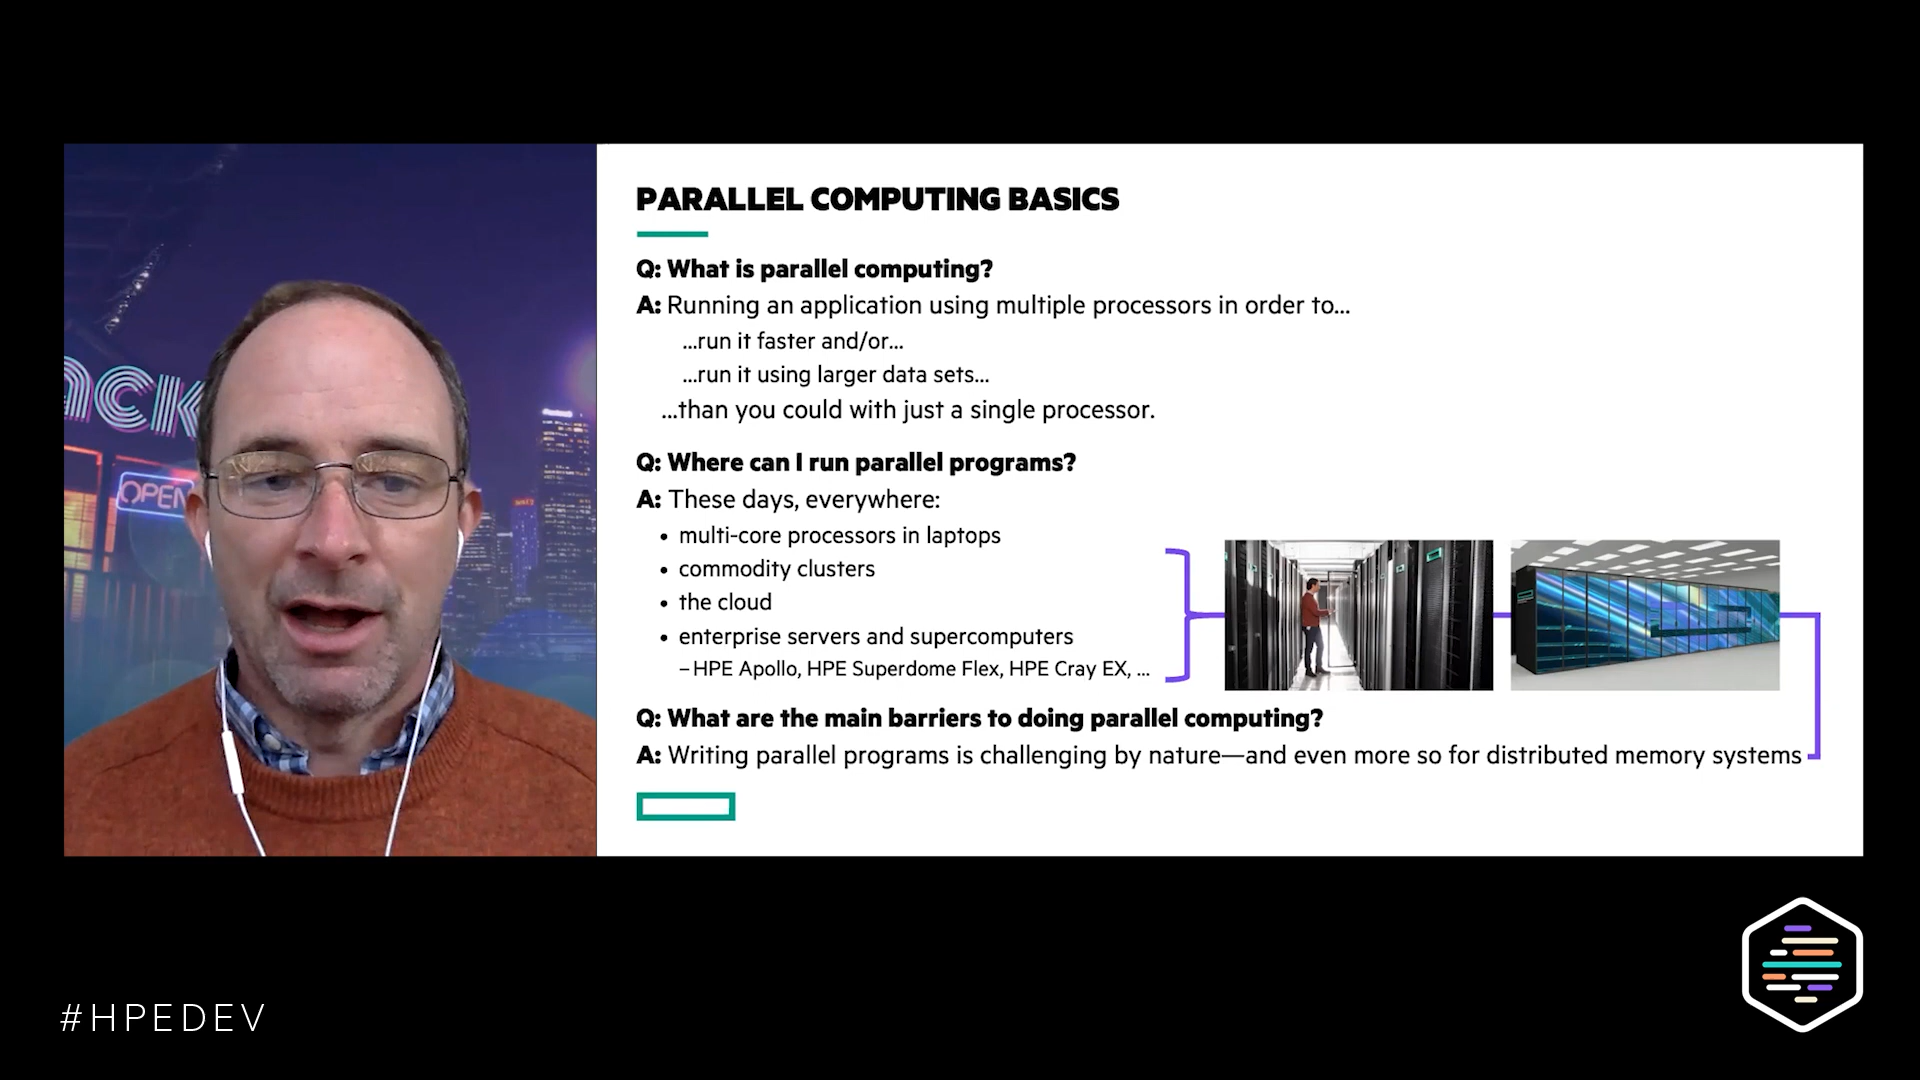 PARALLEL COMPUTING BASICS
Q: What is parallel computing?
A: Running an application using multiple processors in order to...
...run it faster and/or...
...run it using larger data sets...
...than you could with just a single processor.
Q: Where can I run parallel programs?
A: These days, everywhere:
• multi-core processors in laptops
• commodity clusters
• the cloud
• enterprise servers and supercomputers
– HPE Apollo, HPE Superdome Flex, HPE Cray EX, ...
Q: What are the main barriers to doing parallel computing?
A: Writing parallel programs is challenging by nature—and even more so for distributed memory systems
ACK
OPEN
#HPEDEV